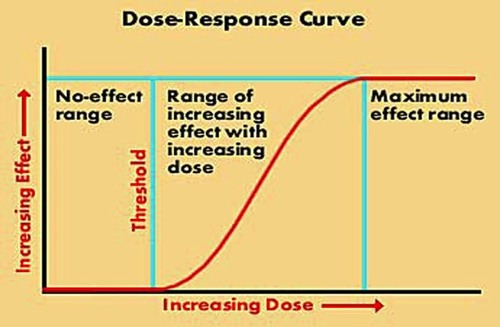 Dose-Response Curve
No-effect
range
Range of
increasing
effect with
increasing
dose
Maximum
effect range
Threshold
Increasing Effect
Increasing Dose